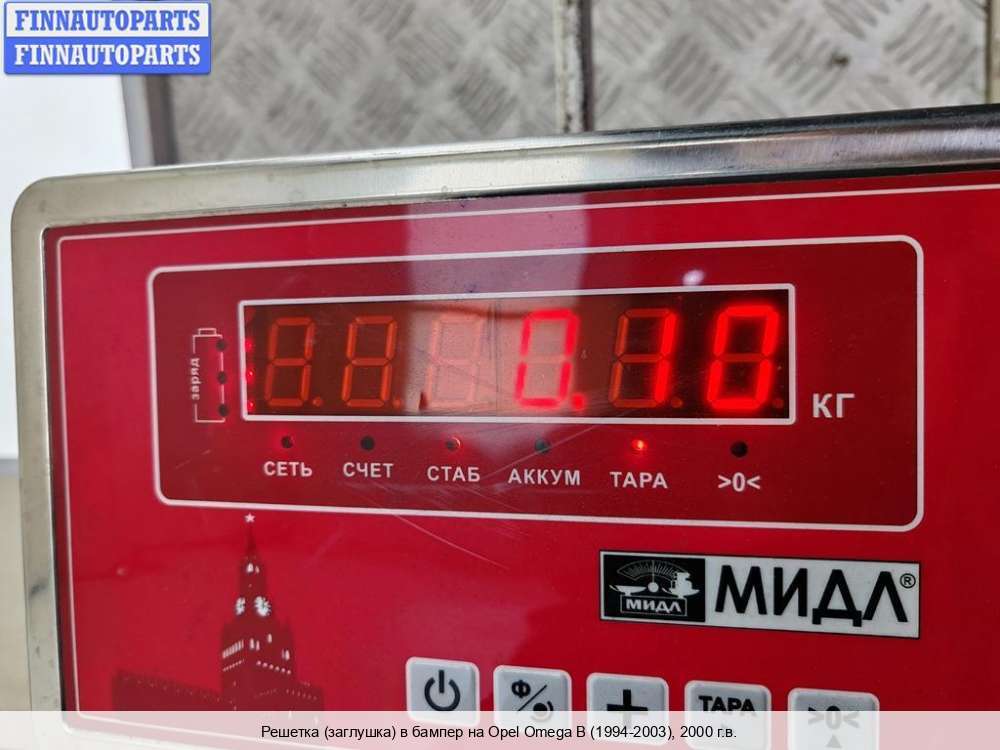 FINNAUTOPARTS
FINNAUTOPARTS
заряд
0.10
КГ
СЕТЬ СЧЕТ СТАБ АККУМ ТАРА >0<
МИДЛ
МИДЛ®
Ф
ТАРА
>0<
Решетка (заглушка) в бампер на Opel Omega B (1994-2003), 2000 г.в.